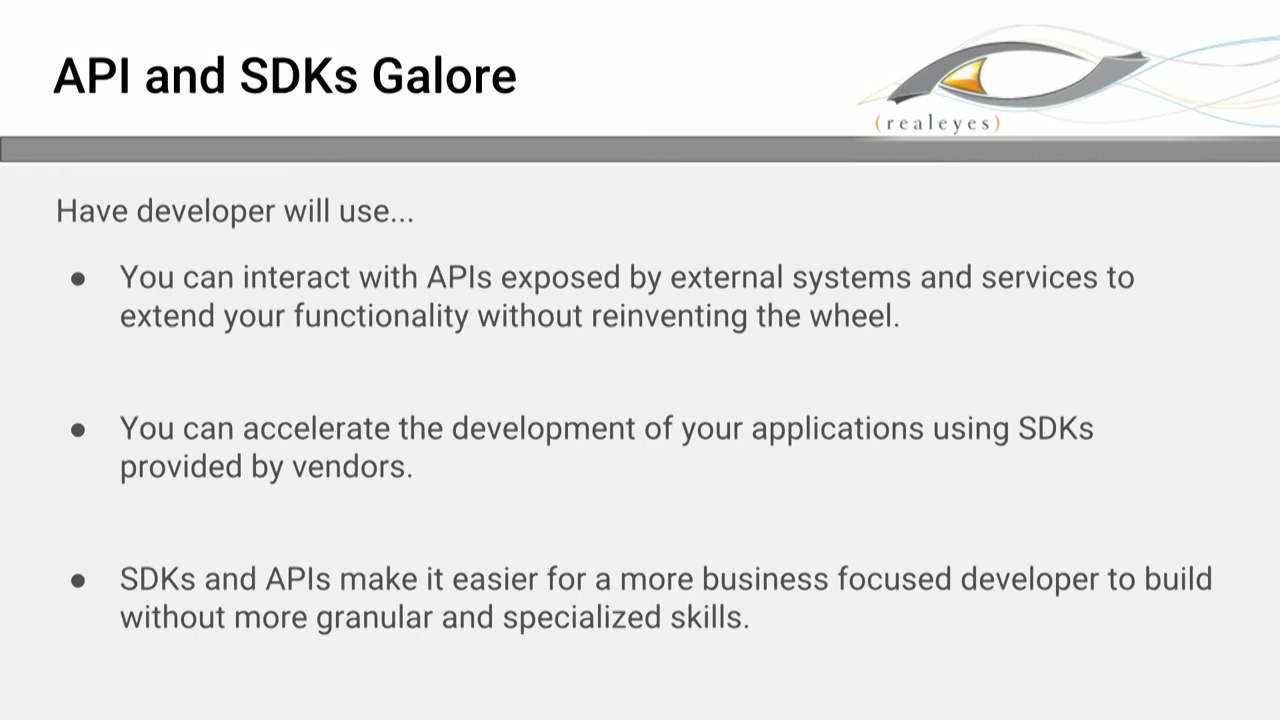 API and SDKs Galore
(realeyes)
Have developer will use...
● You can interact with APIs exposed by external systems and services to
extend your functionality without reinventing the wheel.
● You can accelerate the development of your applications using SDKs
provided by vendors.
● SDKs and APIs make it easier for a more business focused developer to build
without more granular and specialized skills.